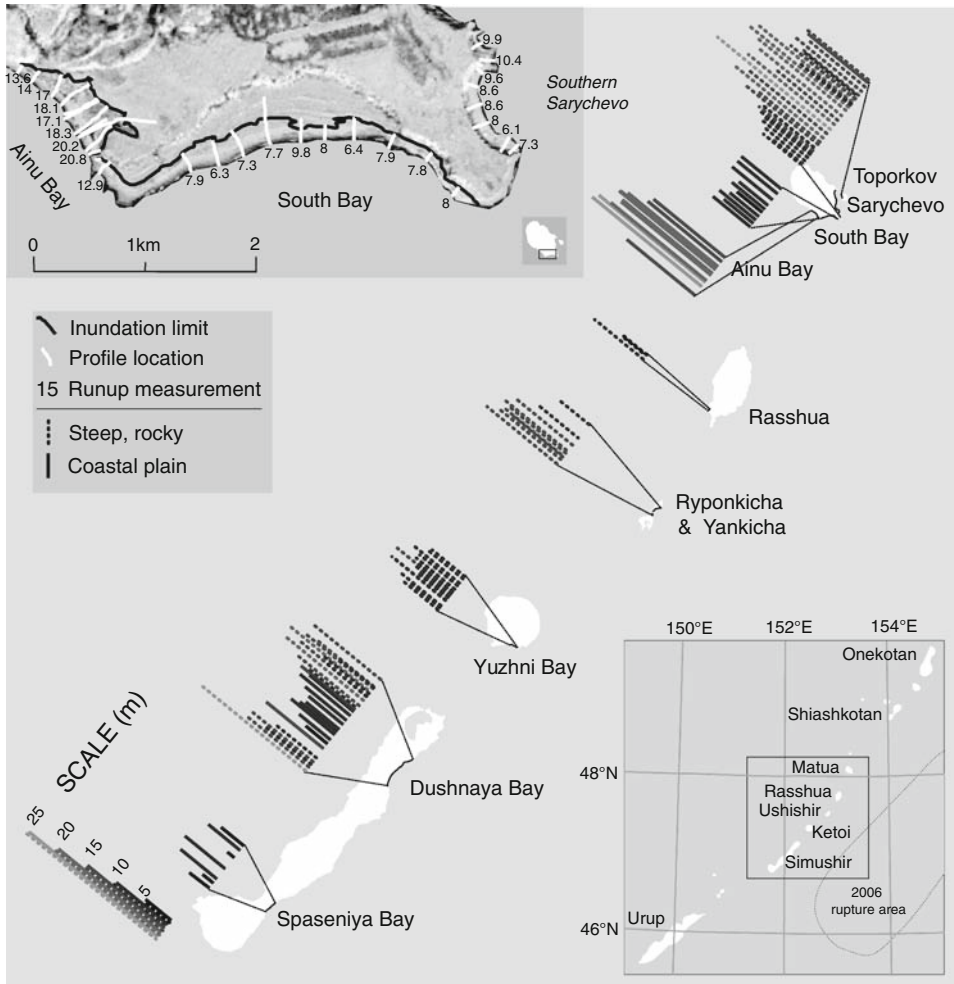 9.9
10.4
9.6
8.6
8.6
8
6.1
7.3
Southern
Sarychevo
13.6
14
17
18.1
17.1
18.3
20.2
20.8
12.9
Ainu Bay
7.9
6.3
7.3
7.7
9.8
8
6.4
7.9
7.8
8
South Bay
0
1km
2
Toporkov
Sarychevo
South Bay
Ainu Bay
Inundation limit
Profile location
15 Runup measurement
Steep, rocky
Coastal plain
Rasshua
Ryponkicha
& Yankicha
Yuzhni Bay
Dushnaya Bay
Spaseniya Bay
SCALE (m)
25
20
15
10
5
150°E
152°E
154°E
Onekotan
Shiashkotan
48°N
Matua
Rasshua
Ushishir
Ketoi
Simushir
2006
rupture area
Urup
46°N